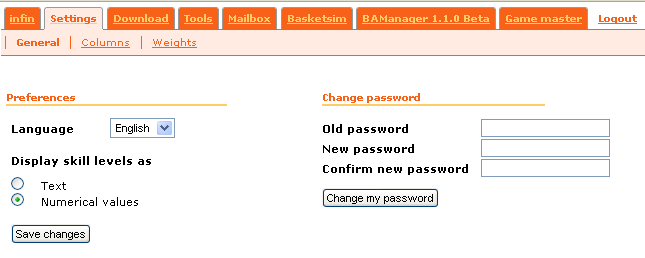 infin Settings Download Tools Mailbox Basketsim BAManager 1.1.0 Beta Game master Logout
General Columns Weights
Preferences
Language English
Display skill levels as
Text
Numerical values
Save changes
Change password
Old password
New password
Confirm new password
Change my password